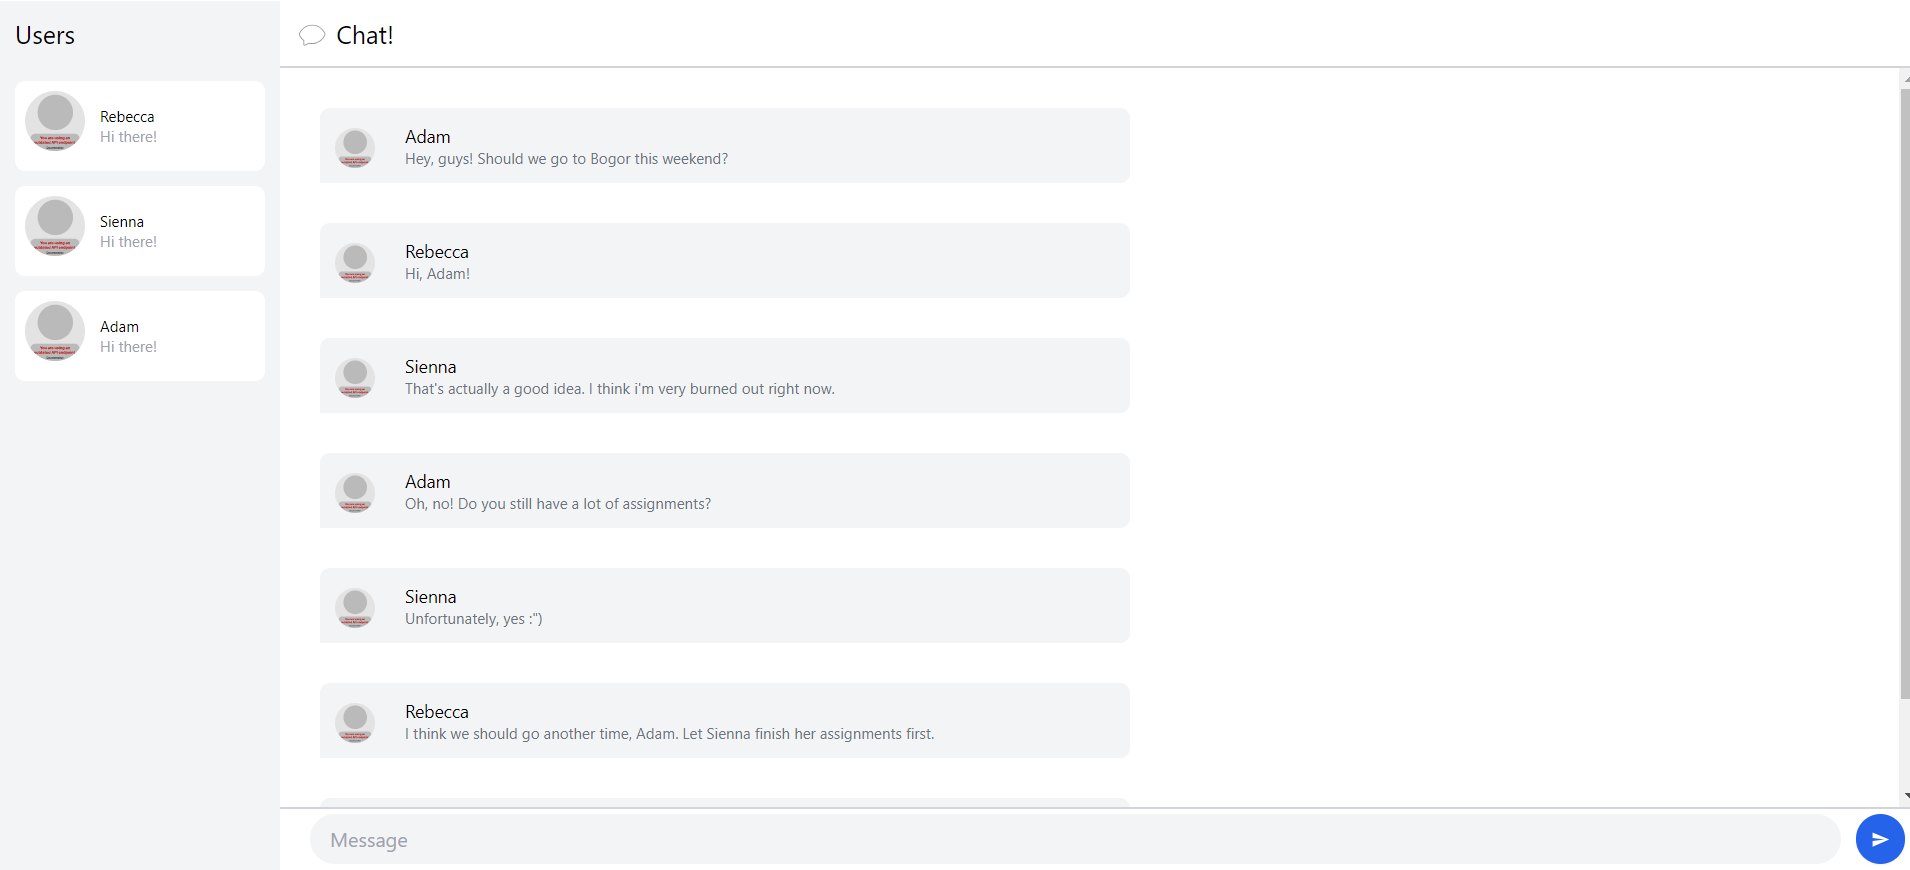 Users
Rebecca
Hi there!
Sienna
Hi there!
Adam
Hi there!
Chat!
Adam
Hey, guys! Should we go to Bogor this weekend?
Rebecca
Hi, Adam!
Sienna
That's actually a good idea. I think i'm very burned out right now.
Adam
Oh, no! Do you still have a lot of assignments?
Sienna
Unfortunately, yes :")
Rebecca
I think we should go another time, Adam. Let Sienna finish her assignments first.
Message